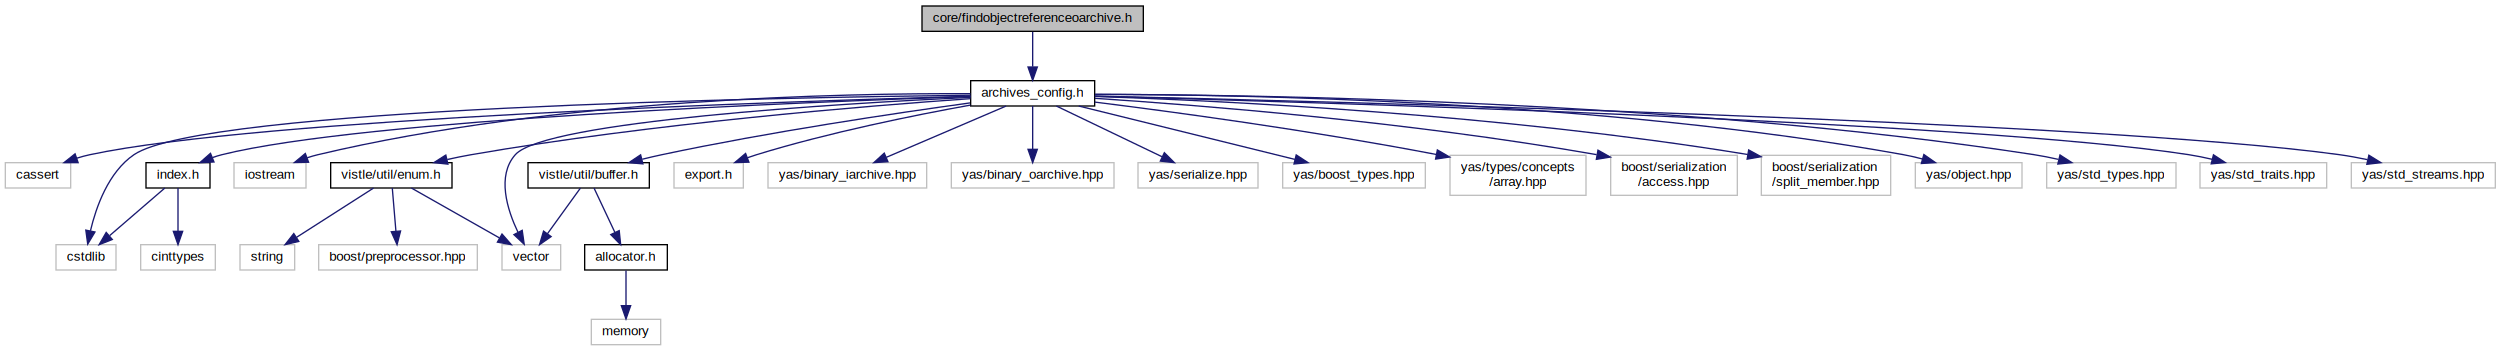 core/findobjectreferenceoarchive.h
archives_config.h
cassert
index.h
iostream
vistle/util/enum.h
vistle/util/buffer.h
export.h
yas/binary_iarchive.hpp
yas/binary_oarchive.hpp
yas/serialize.hpp
yas/boost_types.hpp
yas/types/concepts
/array.hpp
boost/serialization
/access.hpp
boost/serialization
/split_member.hpp
yas/object.hpp
yas/std_types.hpp
yas/std_traits.hpp
yas/std_streams.hpp
cstdlib
cinttypes
string
boost/preprocessor.hpp
vector
allocator.h
memory